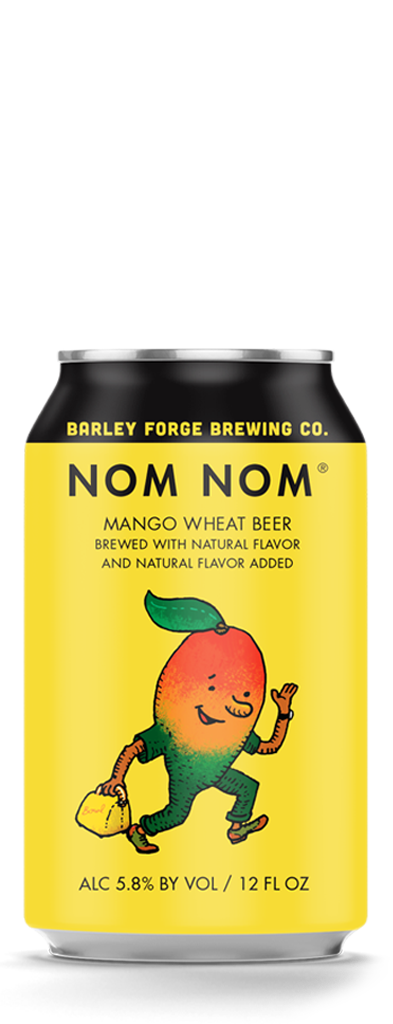 BARLEY FORGE BREWING CO.
NOM NOM®
MANGO WHEAT BEER
BREWED WITH NATURAL FLAVOR
AND NATURAL FLAVOR ADDED
ALC 5.8% BY VOL / 12 FL OZ